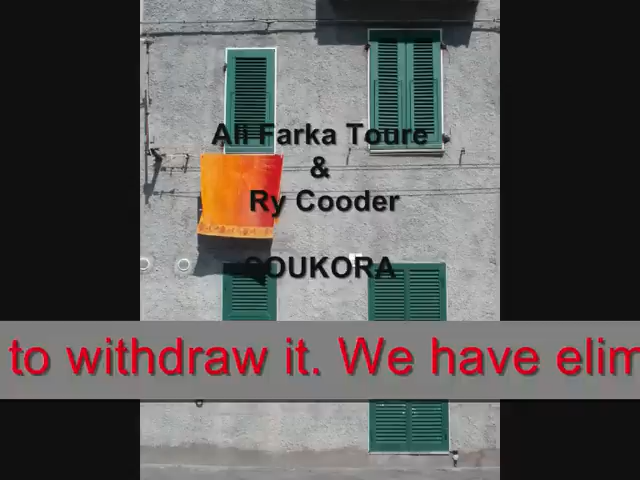 Ali Farka Toure
&
Ry Cooder
SOUKORA
to withdraw it. We have elim